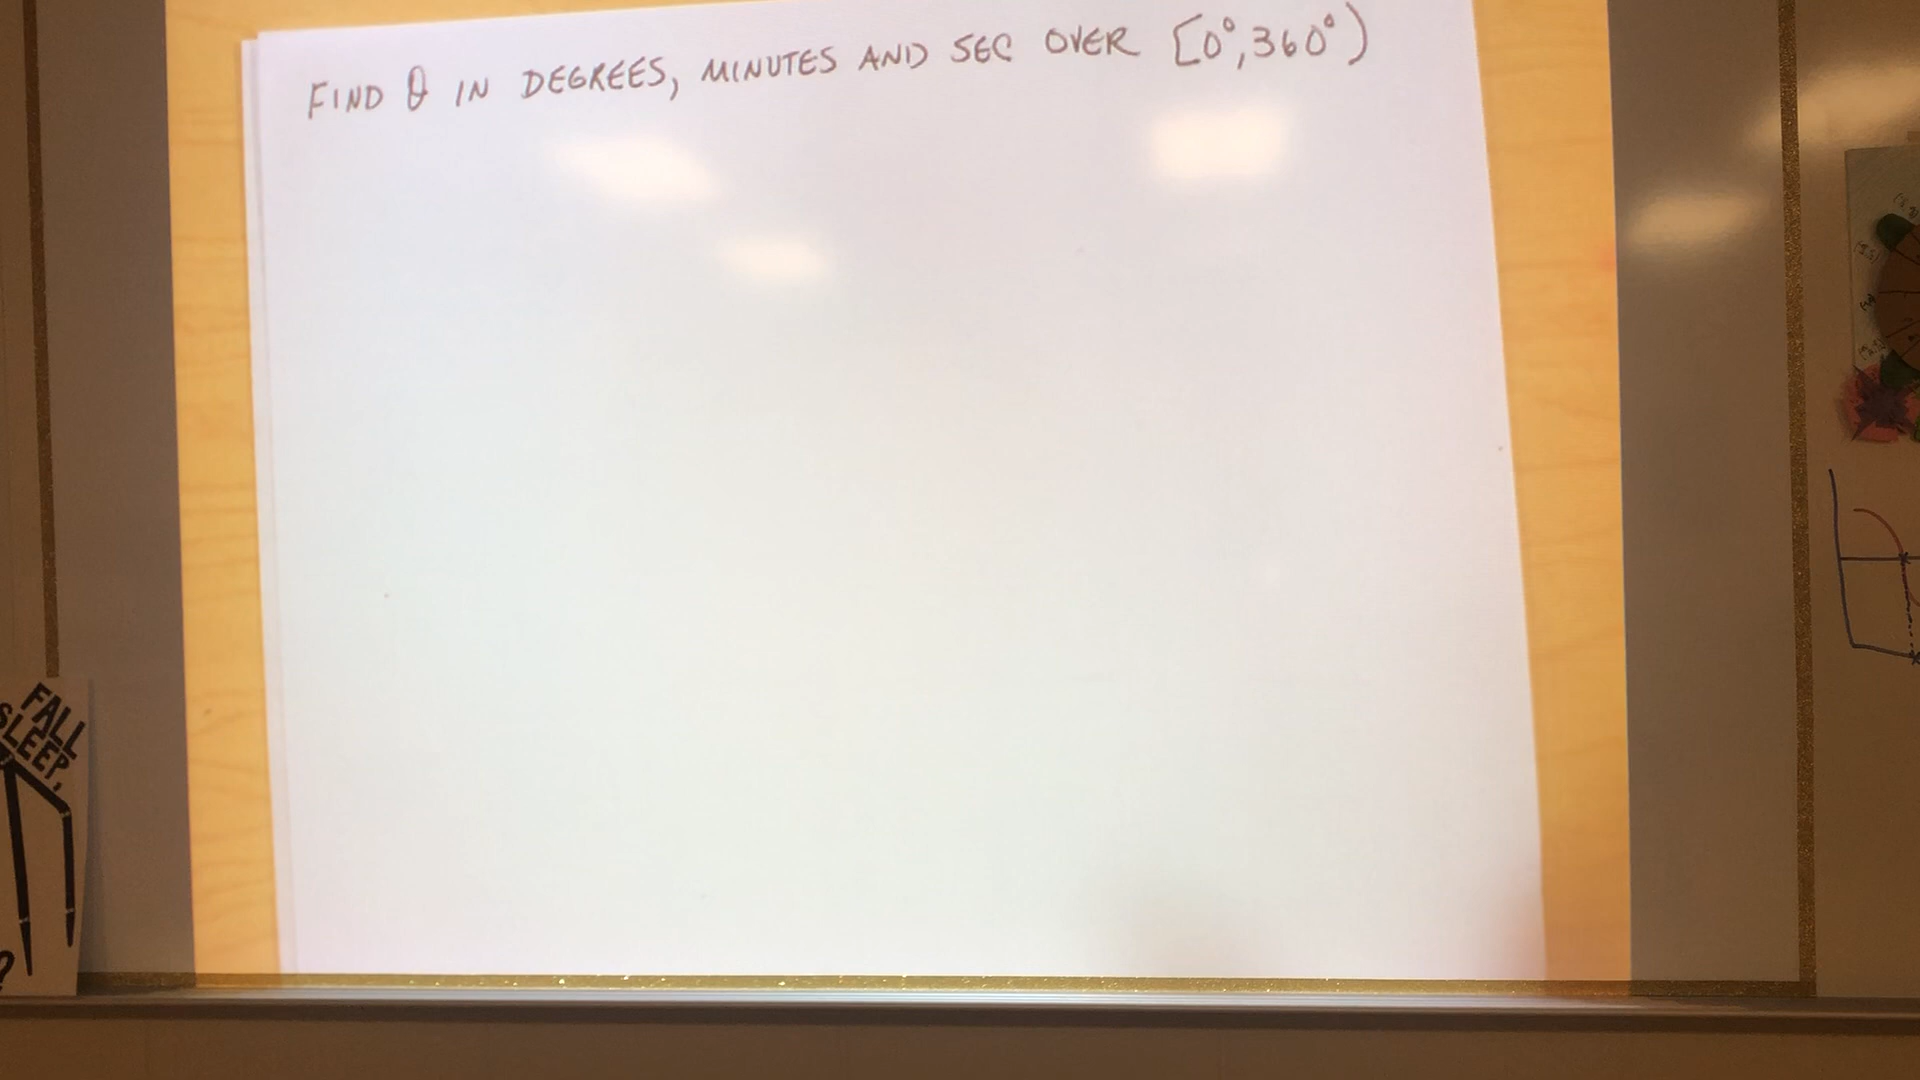 FIND θ IN DEGREES, MINUTES AND SEC OVER [0°, 360°)
FALL
SLEEP,
?